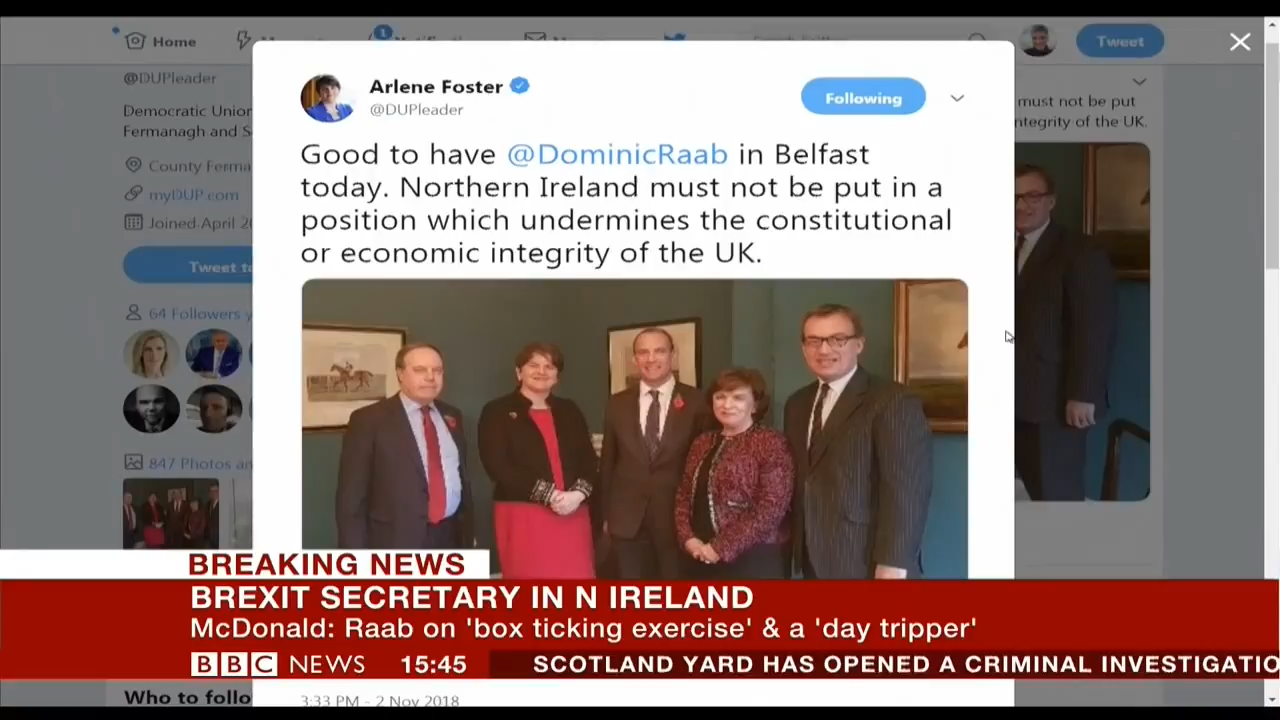 Home
1
Tweet
@DUPleader
Democratic Union
Fermanagh and S
County Ferma
myDUP.com
Joined April 2
Tweet to
64 Followers y
847 Photos an
Arlene Foster
@DUPleader
Following
Good to have @DominicRaab in Belfast
today. Northern Ireland must not be put in a
position which undermines the constitutional
or economic integrity of the UK.
must not be put
ntegrity of the UK.
BREAKING NEWS
BREXIT SECRETARY IN N IRELAND
McDonald: Raab on 'box ticking exercise' & a 'day tripper'
BBC NEWS 15:45 SCOTLAND YARD HAS OPENED A CRIMINAL INVESTIGATIO
Who to follo
3:33 PM - 2 Nov 2018